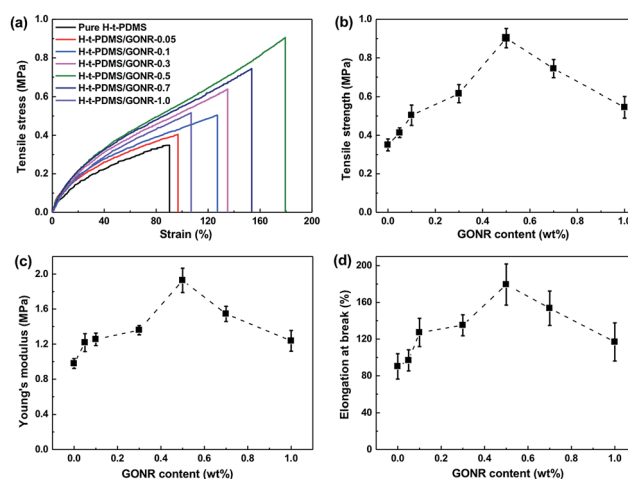 (a)
Pure H-t-PDMS
H-t-PDMS/GONR-0.05
H-t-PDMS/GONR-0.1
H-t-PDMS/GONR-0.3
H-t-PDMS/GONR-0.5
H-t-PDMS/GONR-0.7
H-t-PDMS/GONR-1.0
Tensile stress (MPa)
1.0
0.8
0.6
0.4
0.2
0.0
0 40 80 120 160 200
Strain (%)
(b)
Tensile strength (MPa)
1.0
0.8
0.6
0.4
0.2
0.0
0.0 0.2 0.4 0.6 0.8 1.0
GONR content (wt%)
(c)
Young's modulus (MPa)
2.0
1.6
1.2
0.8
0.4
0.0
0.0 0.2 0.4 0.6 0.8 1.0
GONR content (wt%)
(d)
Elongation at break (%)
200
160
120
80
40
0
0.0 0.2 0.4 0.6 0.8 1.0
GONR content (wt%)